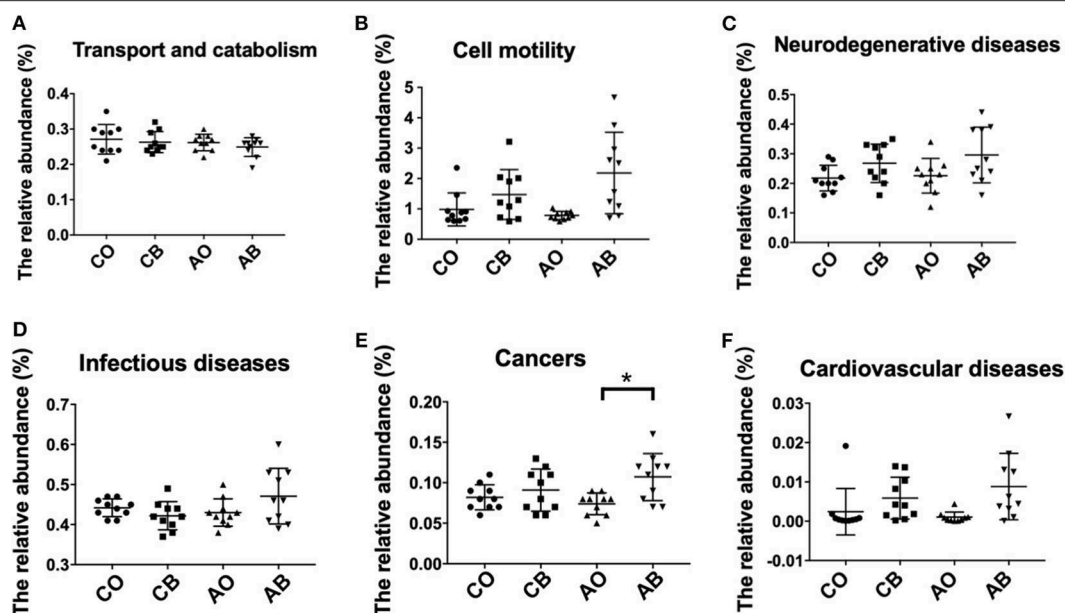 A
Transport and catabolism
The relative abundance (%)
0.4
0.3
0.2
0.1
0.0
CO CB AO AB
B
Cell motility
The relative abundance (%)
5
4
3
2
1
0
CO CB AO AB
C
Neurodegenerative diseases
The relative abundance (%)
0.5
0.4
0.3
0.2
0.1
0.0
CO CB AO AB
D
Infectious diseases
The relative abundance (%)
0.7
0.6
0.5
0.4
0.3
CO CB AO AB
E
Cancers
The relative abundance (%)
*
0.20
0.15
0.10
0.05
0.00
CO CB AO AB
F
Cardiovascular diseases
The relative abundance (%)
0.03
0.02
0.01
0.00
-0.01
CO CB AO AB